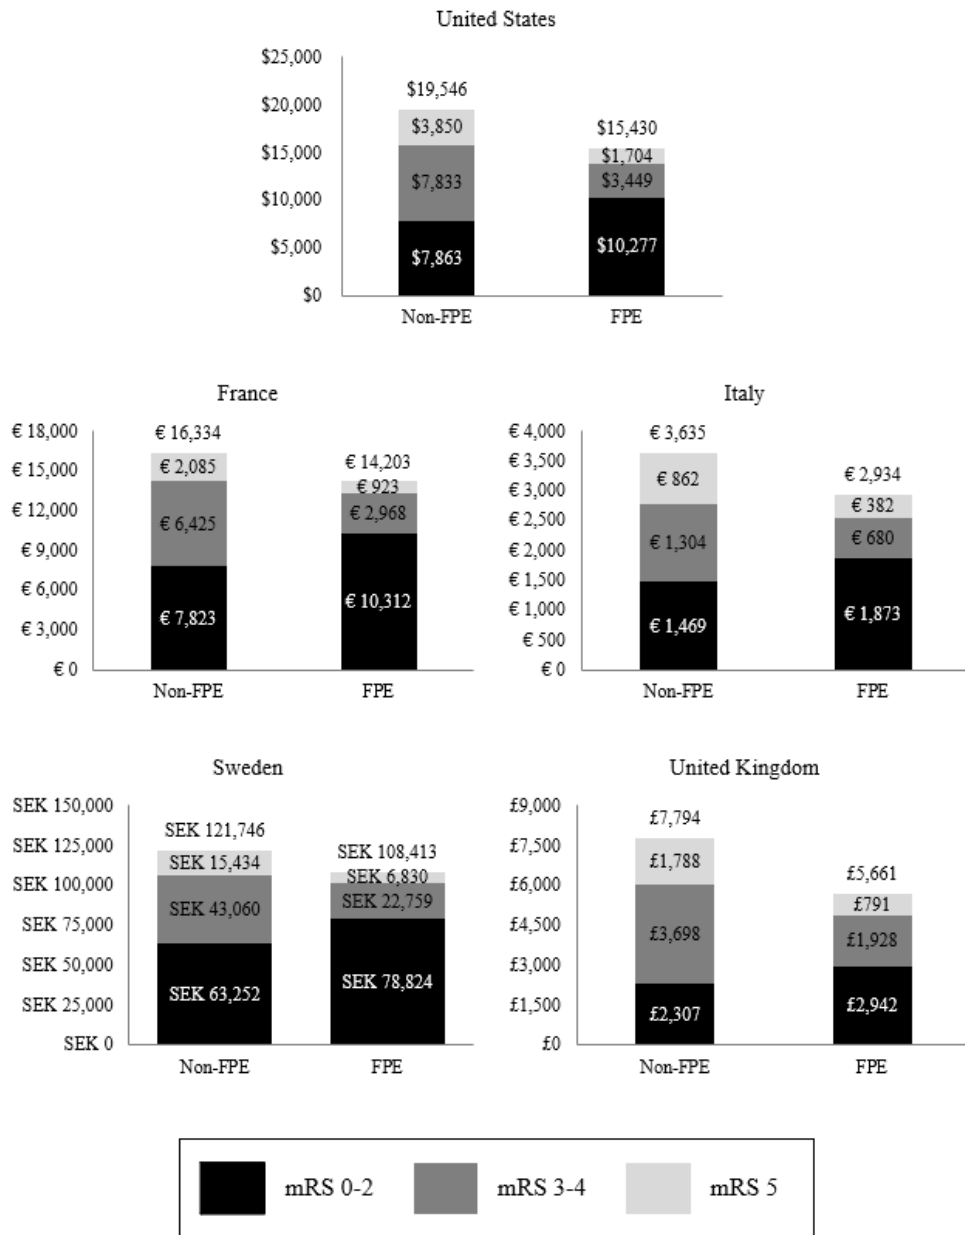 United States
$25,000
$20,000
$15,000
$10,000
$5,000
$0
$19,546
$3,850
$7,833
$7,863
$15,430
$1,704
$3,449
$10,277
Non-FPE FPE
France
€ 18,000
€ 15,000
€ 12,000
€ 9,000
€ 6,000
€ 3,000
€ 0
€ 16,334
€ 2,085
€ 6,425
€ 7,823
€ 14,203
€ 923
€ 2,968
€ 10,312
Non-FPE FPE
Italy
€ 4,000
€ 3,500
€ 3,000
€ 2,500
€ 2,000
€ 1,500
€ 1,000
€ 500
€ 0
€ 3,635
€ 862
€ 1,304
€ 1,469
€ 2,934
€ 382
€ 680
€ 1,873
Non-FPE FPE
Sweden
SEK 150,000
SEK 125,000
SEK 100,000
SEK 75,000
SEK 50,000
SEK 25,000
SEK 0
SEK 121,746
SEK 15,434
SEK 43,060
SEK 63,252
SEK 108,413
SEK 6,830
SEK 22,759
SEK 78,824
Non-FPE FPE
United Kingdom
£9,000
£7,500
£6,000
£4,500
£3,000
£1,500
£0
£7,794
£1,788
£3,698
£2,307
£5,661
£791
£1,928
£2,942
Non-FPE FPE
mRS 0-2 mRS 3-4 mRS 5